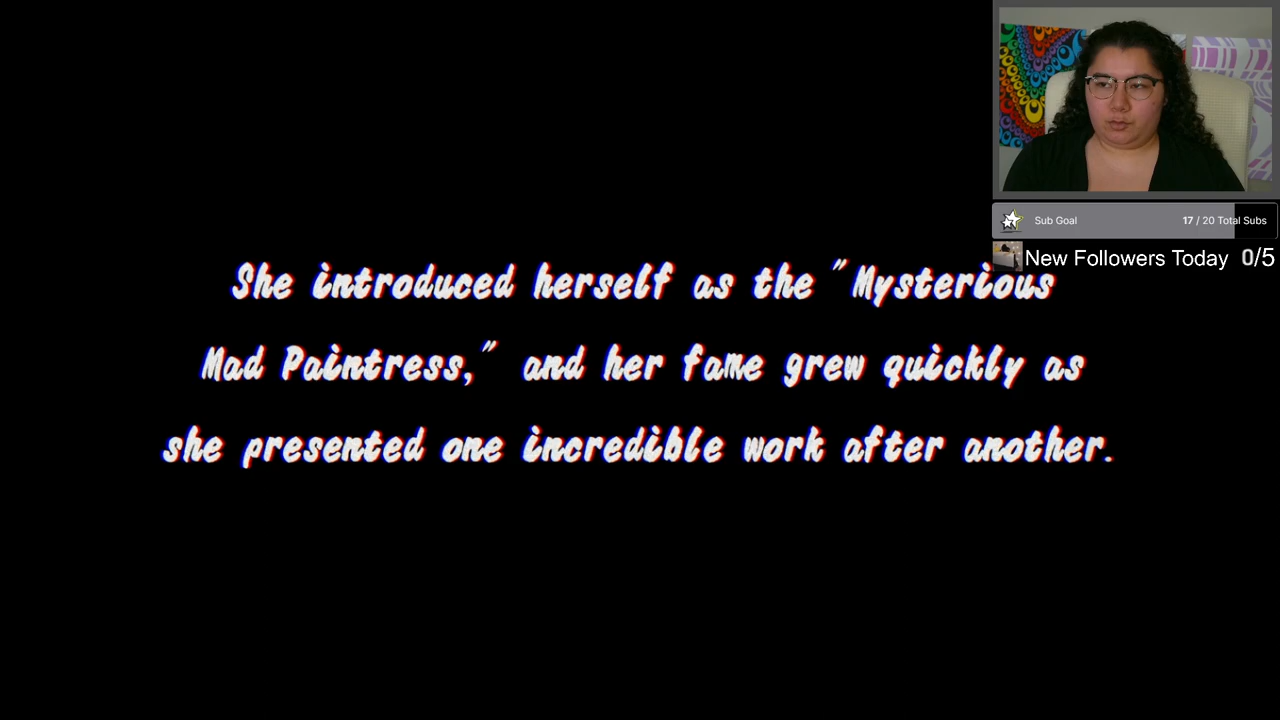 Sub Goal 17 / 20 Total Subs
New Followers Today 0/5
She introduced herself as the "Mysterious
Mad Paintress," and her fame grew quickly as
she presented one incredible work after another.